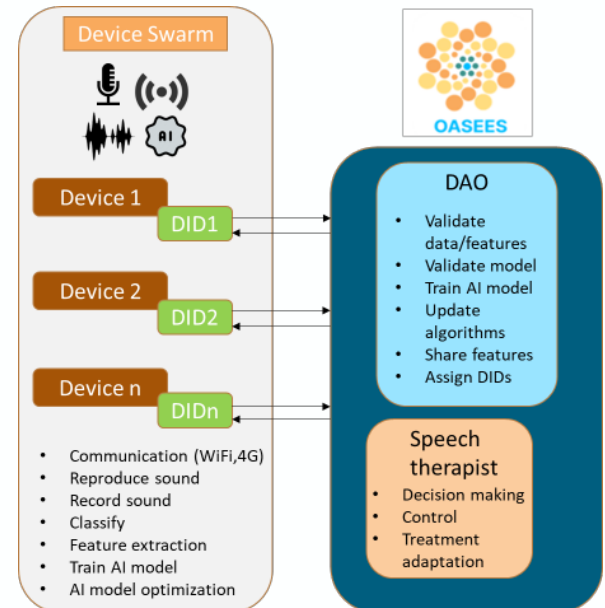 Device Swarm
AI
Device 1
DID1
Device 2
DID2
Device n
DIDn
• Communication (WiFi,4G)
• Reproduce sound
• Record sound
• Classify
• Feature extraction
• Train AI model
• AI model optimization
OASEES
DAO
• Validate
data/features
• Validate model
• Train AI model
• Update
algorithms
• Share features
• Assign DIDs
Speech
therapist
• Decision making
• Control
• Treatment
adaptation